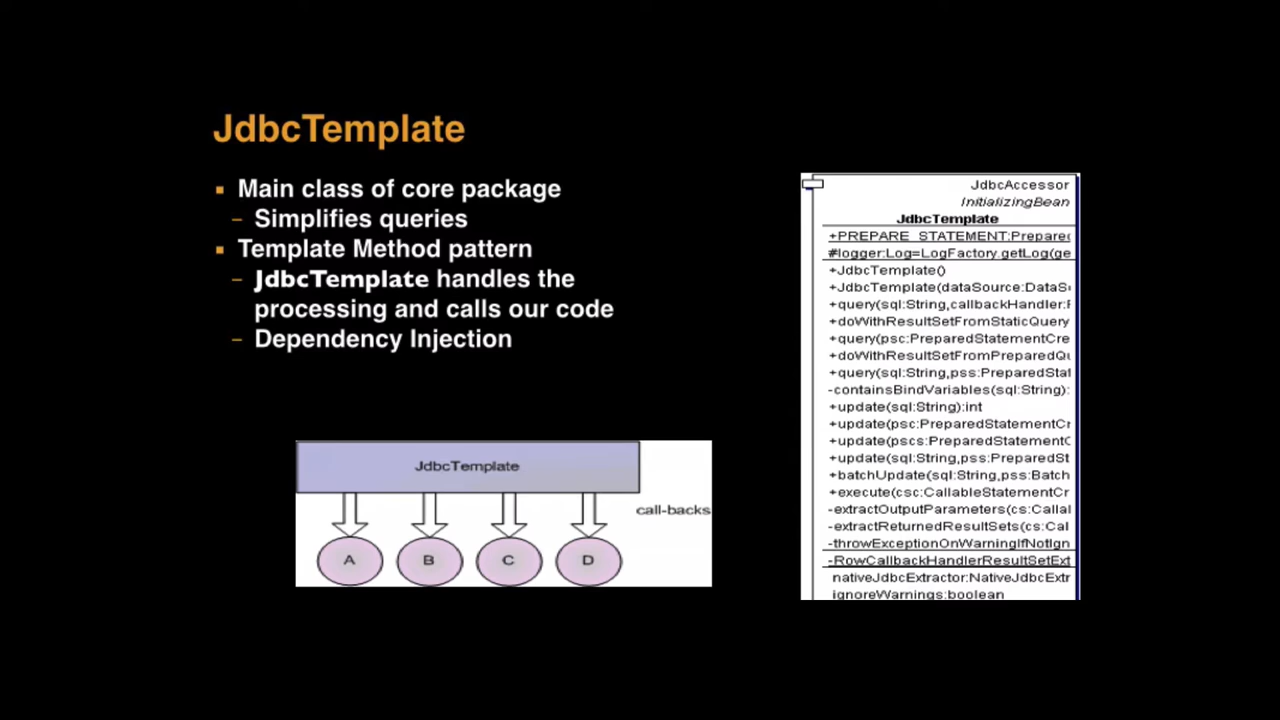 JdbcTemplate
▪ Main class of core package
– Simplifies queries
▪ Template Method pattern
– JdbcTemplate handles the
processing and calls our code
– Dependency Injection
JdbcTemplate
call-backs
A B C D
JdbcAccessor
InitializingBean
JdbcTemplate
+PREPARE_STATEMENT:Prepared
#logger:Log=LogFactory.getLog(ge
+JdbcTemplate()
+JdbcTemplate(dataSource:DataSo
+query(sql:String,callbackHandler:F
+doWithResultSetFromStaticQuery
+query(psc:PreparedStatementCre
+doWithResultSetFromPreparedQu
+query(sql:String,pss:PreparedStat
-containsBindVariables(sql:String):
+update(sql:String):int
+update(psc:PreparedStatementCr
+update(pscs:PreparedStatementC
+update(sql:String,pss:PreparedSt
+batchUpdate(sql:String,pss:Batch
+execute(csc:CallableStatementCr
-extractOutputParameters(cs:Callal
-extractReturnedResultSets(cs:Cal
-throwExceptionOnWarningIfNotIgn
-RowCallbackHandlerResultSetExt
nativeJdbcExtractor:NativeJdbcExtr
ignoreWarnings:boolean